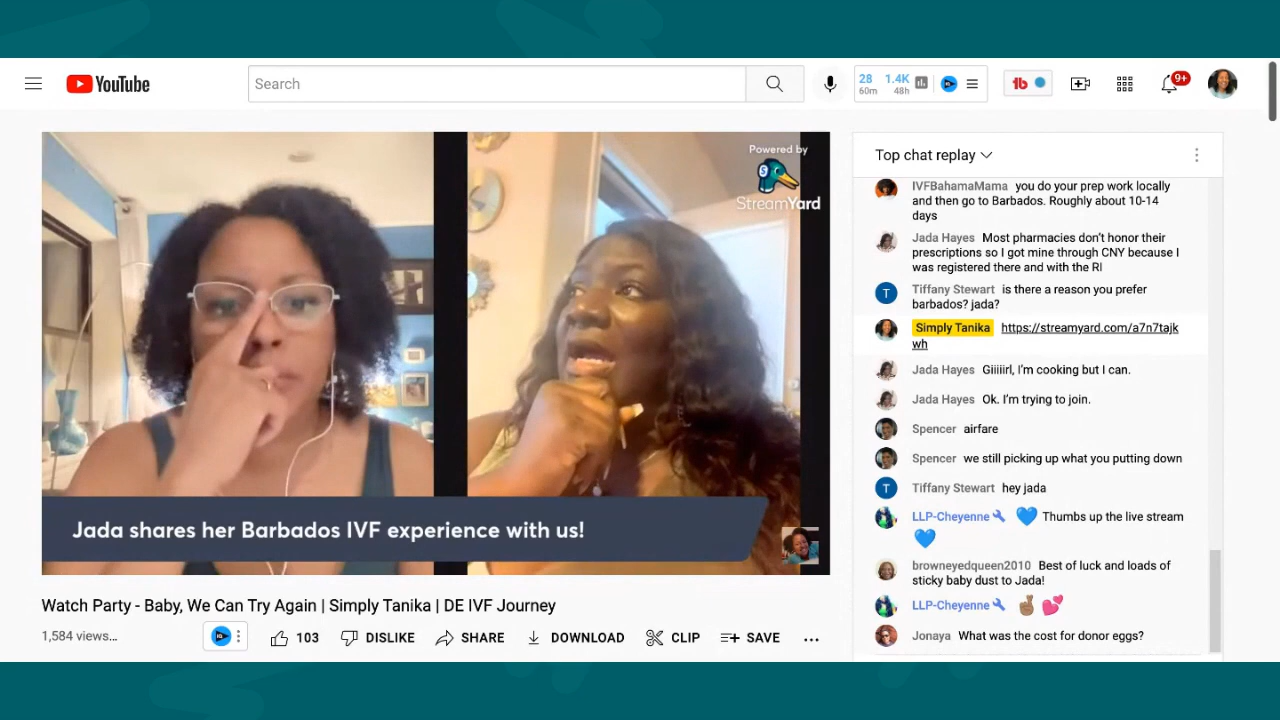 YouTube
Search
28
60m
1.4K
48h
9+
Powered by
StreamYard
Jada shares her Barbados IVF experience with us!
Watch Party - Baby, We Can Try Again | Simply Tanika | DE IVF Journey
1,584 views...
103
DISLIKE
SHARE
DOWNLOAD
CLIP
SAVE
Top chat replay
IVFBahamaMama you do your prep work locally
and then go to Barbados. Roughly about 10-14
days
Jada Hayes Most pharmacies don't honor their
prescriptions so I got mine through CNY because I
was registered there and with the RI
Tiffany Stewart is there a reason you prefer
barbados? jada?
Simply Tanika https://streamyard.com/a7n7tajk
wh
Jada Hayes Giiiiirl, I'm cooking but I can.
Jada Hayes Ok. I'm trying to join.
Spencer airfare
Spencer we still picking up what you putting down
T
Tiffany Stewart hey jada
LLP-Cheyenne 💙 Thumbs up the live stream
💙
browneyedqueen2010 Best of luck and loads of
sticky baby dust to Jada!
LLP-Cheyenne 🤞🏾💕
Jonaya What was the cost for donor eggs?